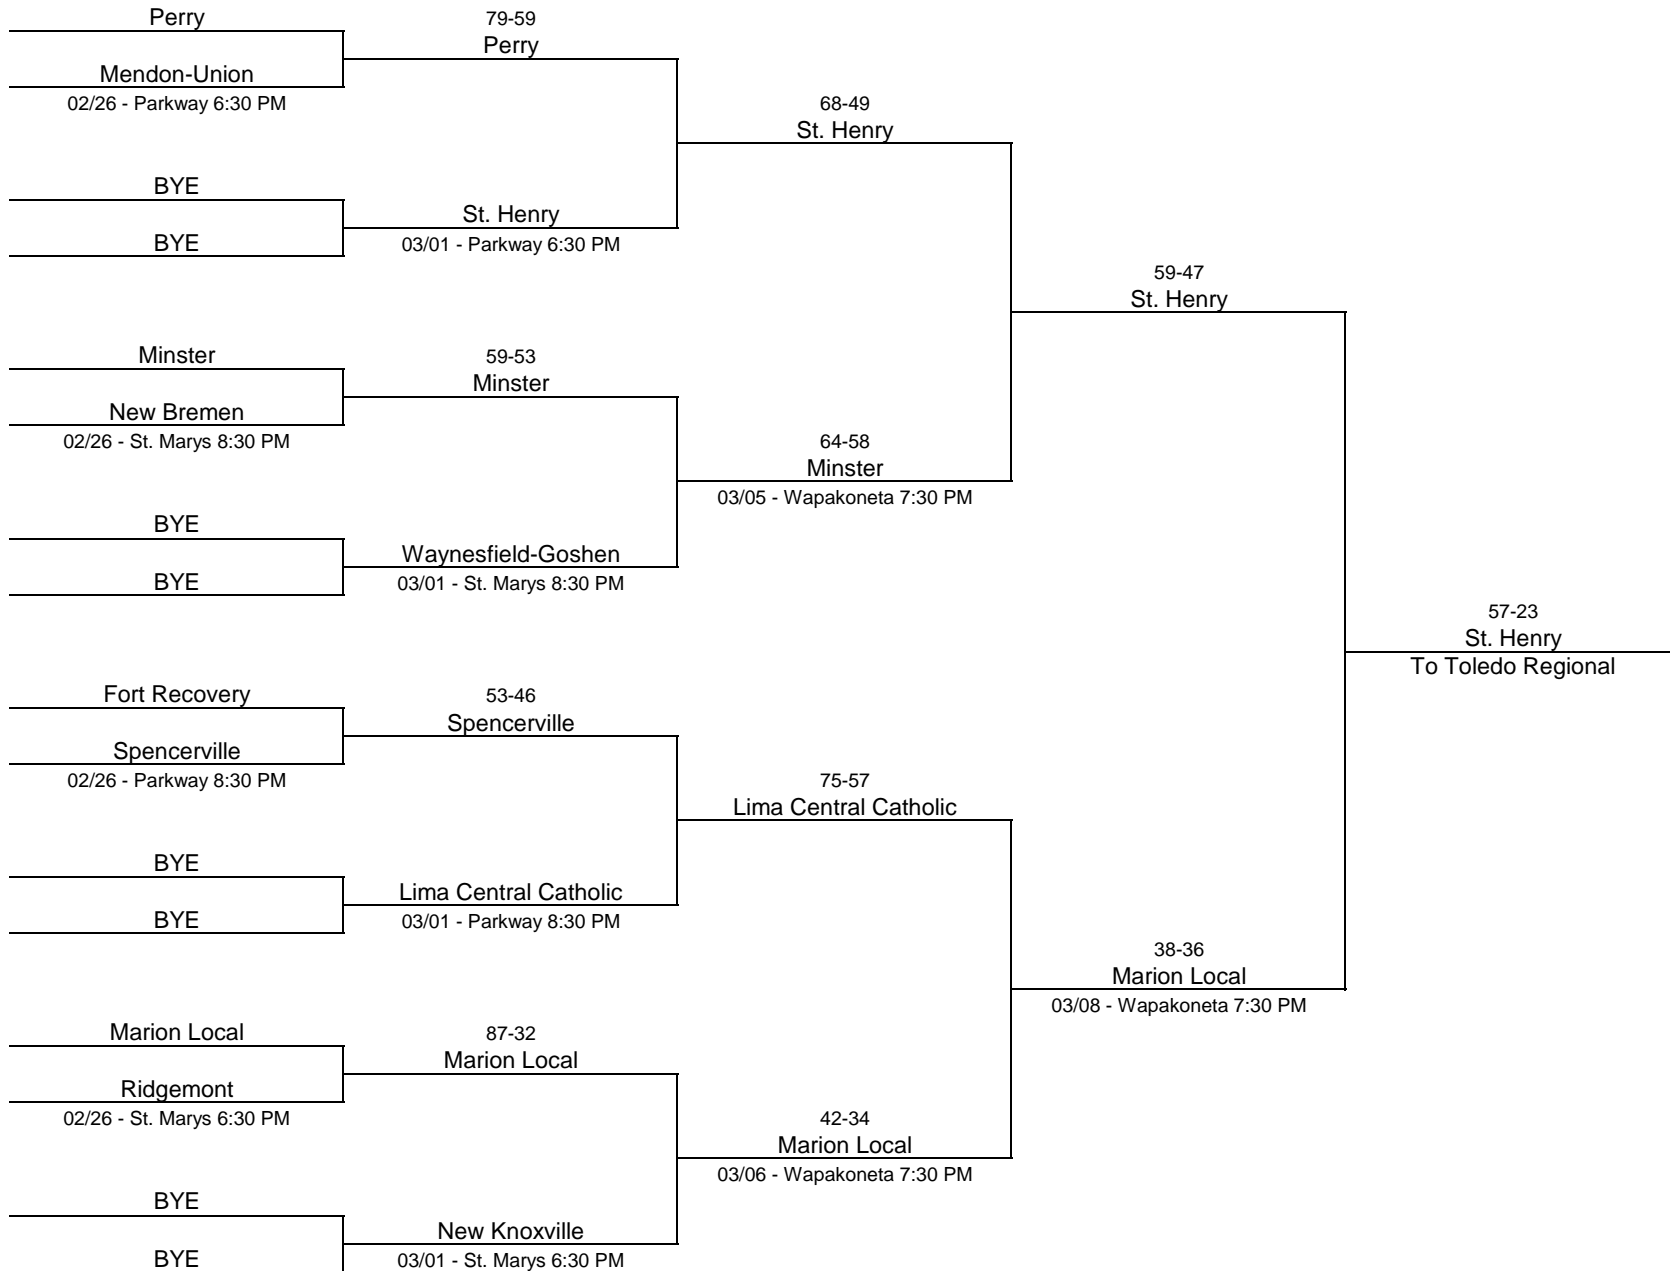 Perry
79-59
Perry
Mendon-Union
02/26 - Parkway 6:30 PM
68-49
St. Henry
BYE
St. Henry
BYE
03/01 - Parkway 6:30 PM
59-47
St. Henry
Minster
59-53
Minster
New Bremen
02/26 - St. Marys 8:30 PM
64-58
Minster
03/05 - Wapakoneta 7:30 PM
BYE
Waynesfield-Goshen
BYE
03/01 - St. Marys 8:30 PM
57-23
St. Henry
To Toledo Regional
Fort Recovery
53-46
Spencerville
Spencerville
02/26 - Parkway 8:30 PM
75-57
Lima Central Catholic
BYE
Lima Central Catholic
BYE
03/01 - Parkway 8:30 PM
38-36
Marion Local
03/08 - Wapakoneta 7:30 PM
Marion Local
87-32
Marion Local
Ridgemont
02/26 - St. Marys 6:30 PM
42-34
Marion Local
03/06 - Wapakoneta 7:30 PM
BYE
New Knoxville
BYE
03/01 - St. Marys 6:30 PM